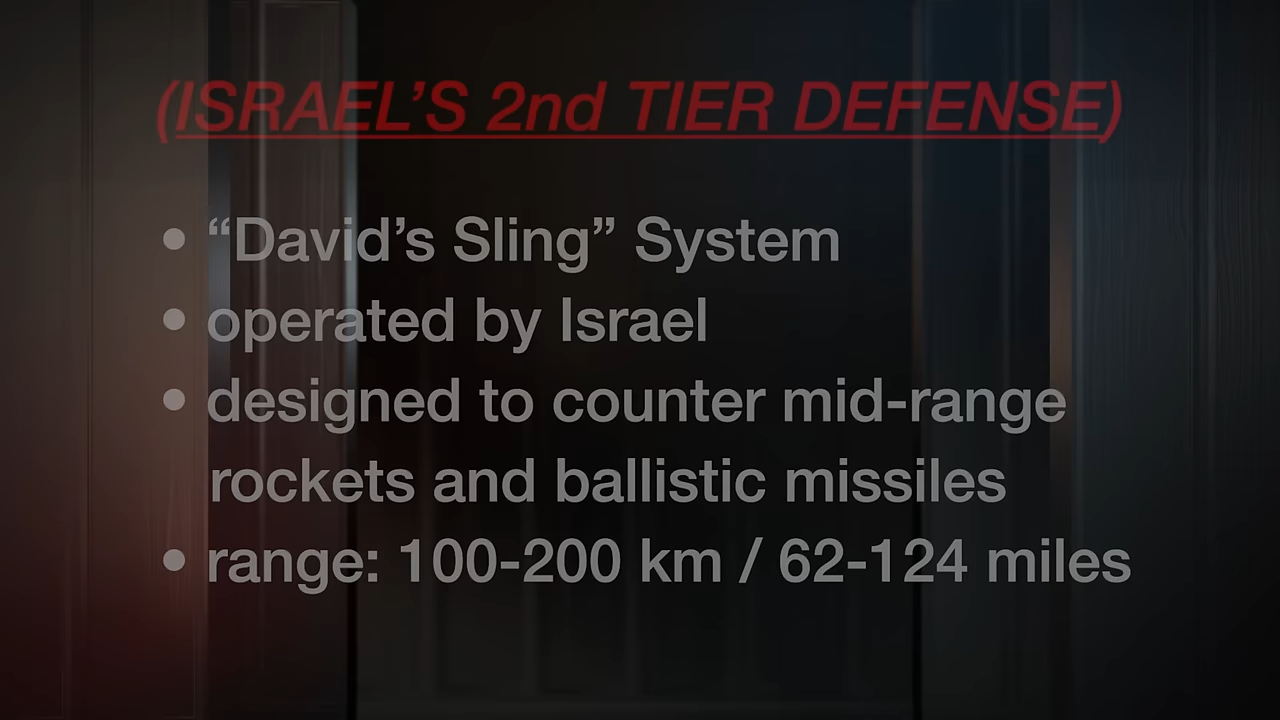 (ISRAEL’S 2nd TIER DEFENSE)
• “David’s Sling” System
• operated by Israel
• designed to counter mid-range
rockets and ballistic missiles
• range: 100-200 km / 62-124 miles